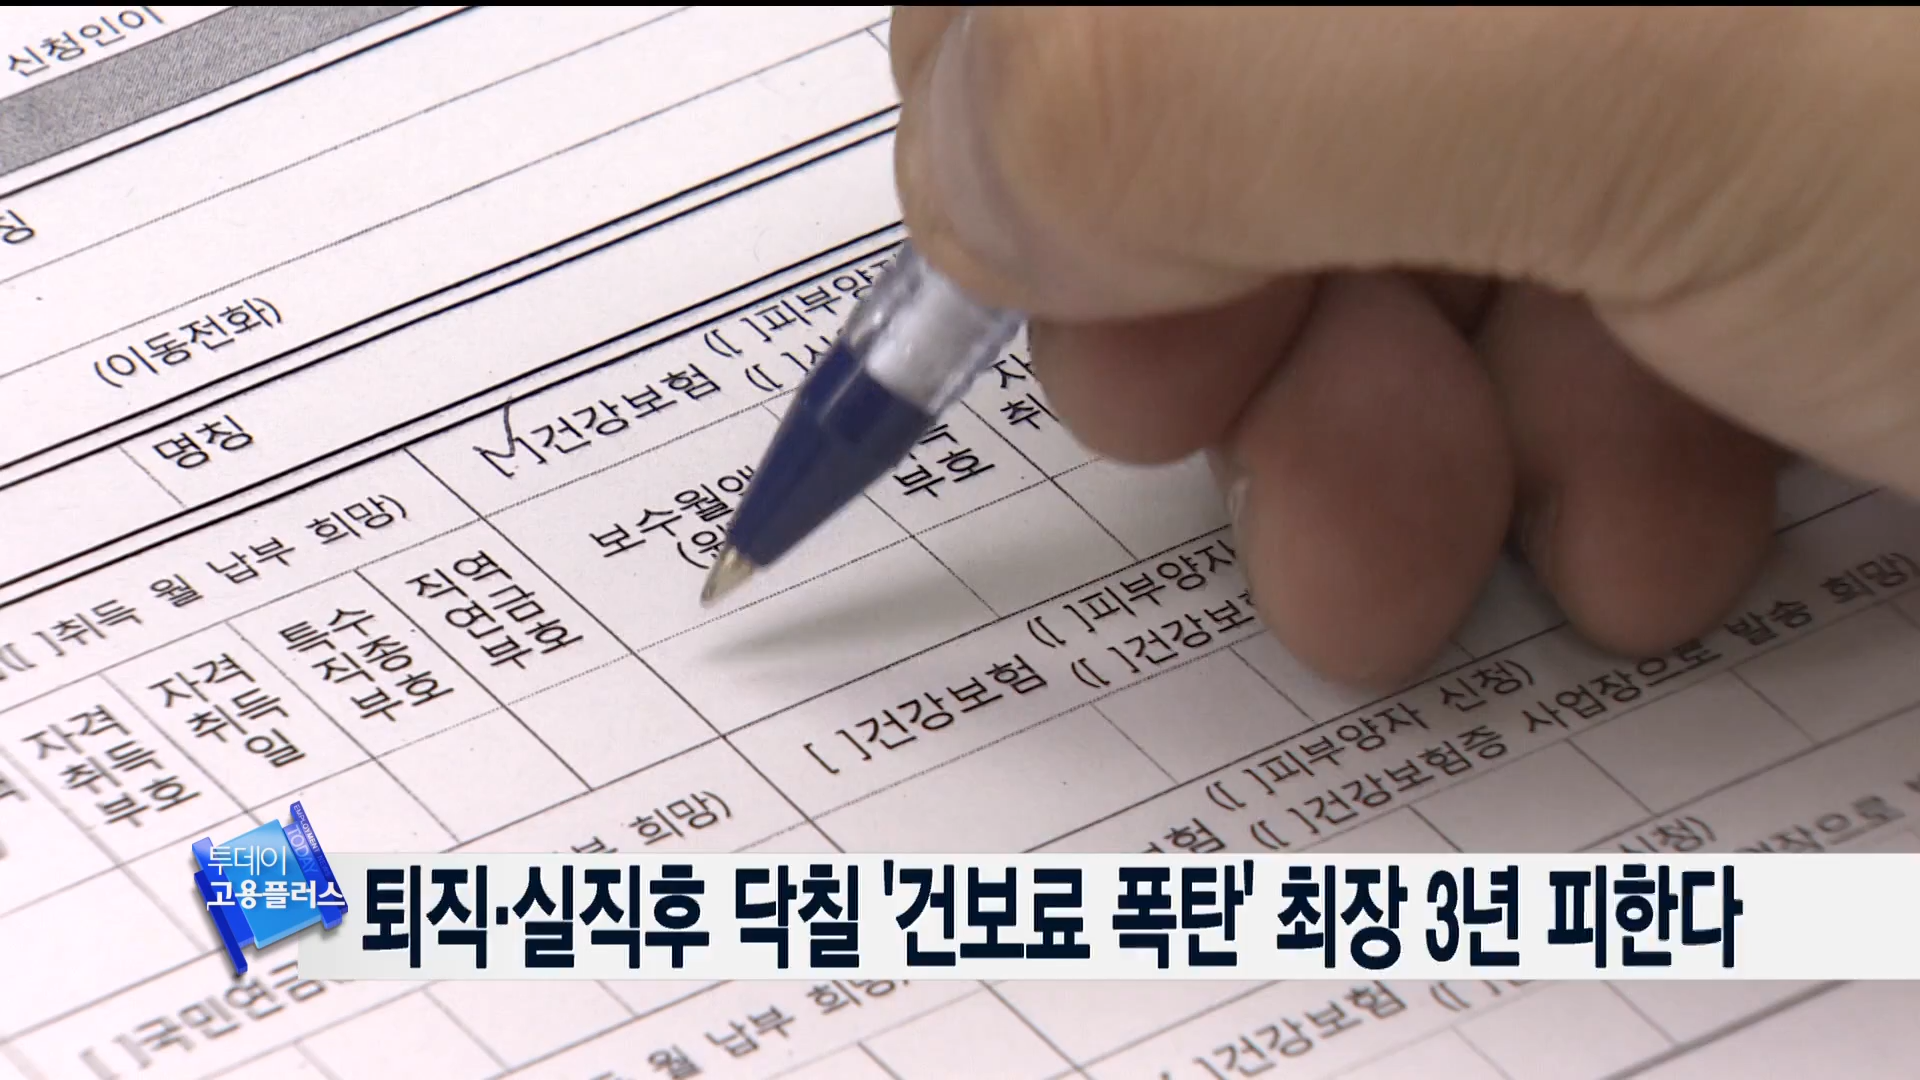 신청인이
칭
(이동전화)
명칭
[ ]건강보험
([ ]피부양자
보수월액
부호
([ ]취득 월 납부 희망)
자격
취득
부호
자격
취득
일
특수
직종
부호
직역
연금
부호
[ ]건강보험
([ ]피부양자
([ ]건강보험
([ ]피부양자 신청)
([ ]건강보험증 사업장으로 발송 희망)
납부 희망)
[ ]국민연금
월 납부 희망
[ ]건강보험
투데이
고용플러스
EMPLOYMENT
TODAY
퇴직·실직후 닥칠 '건보료 폭탄' 최장 3년 피한다